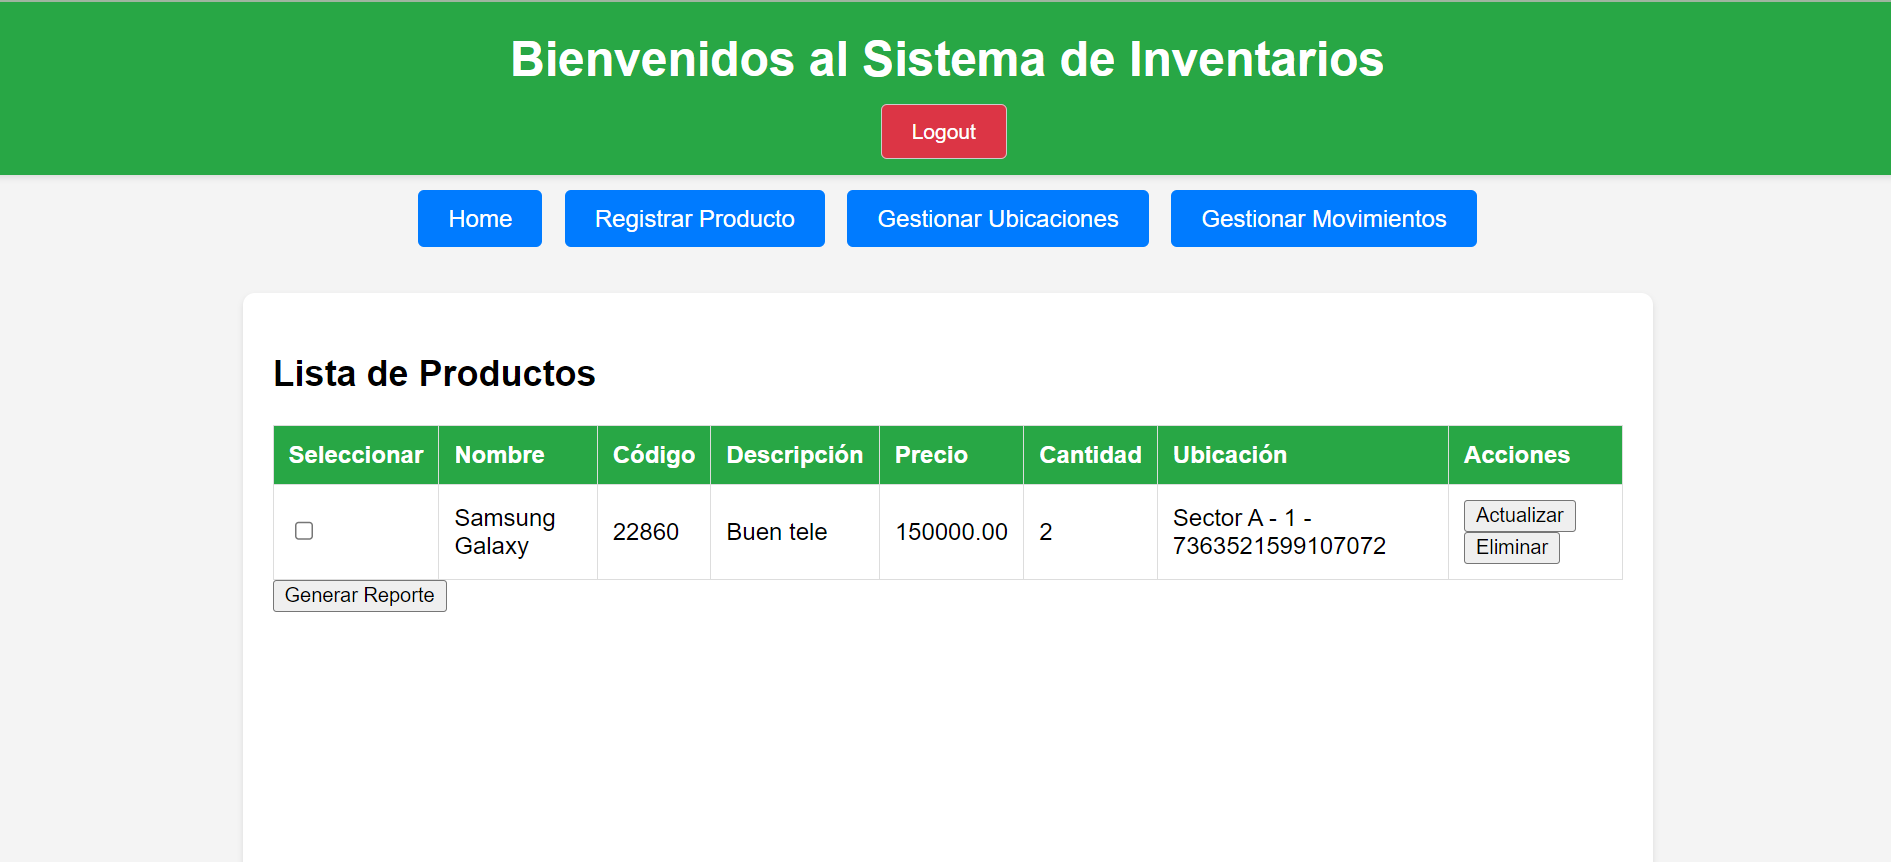 Bienvenidos al Sistema de Inventarios
Logout
Home Registrar Producto Gestionar Ubicaciones Gestionar Movimientos
Lista de Productos
Seleccionar Nombre Código Descripción Precio Cantidad Ubicación Acciones
Samsung Galaxy 22860 Buen tele 150000.00 2 Sector A - 1 - 7363521599107072 Actualizar Eliminar
Generar Reporte